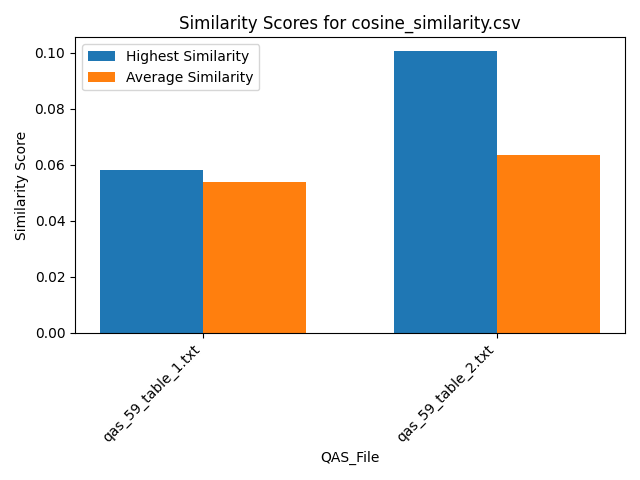 Similarity Scores for cosine_similarity.csv
Highest Similarity
Average Similarity
Similarity Score
0.10
0.08
0.06
0.04
0.02
0.00
qas_59_table_1.txt
qas_59_table_2.txt
QAS_File